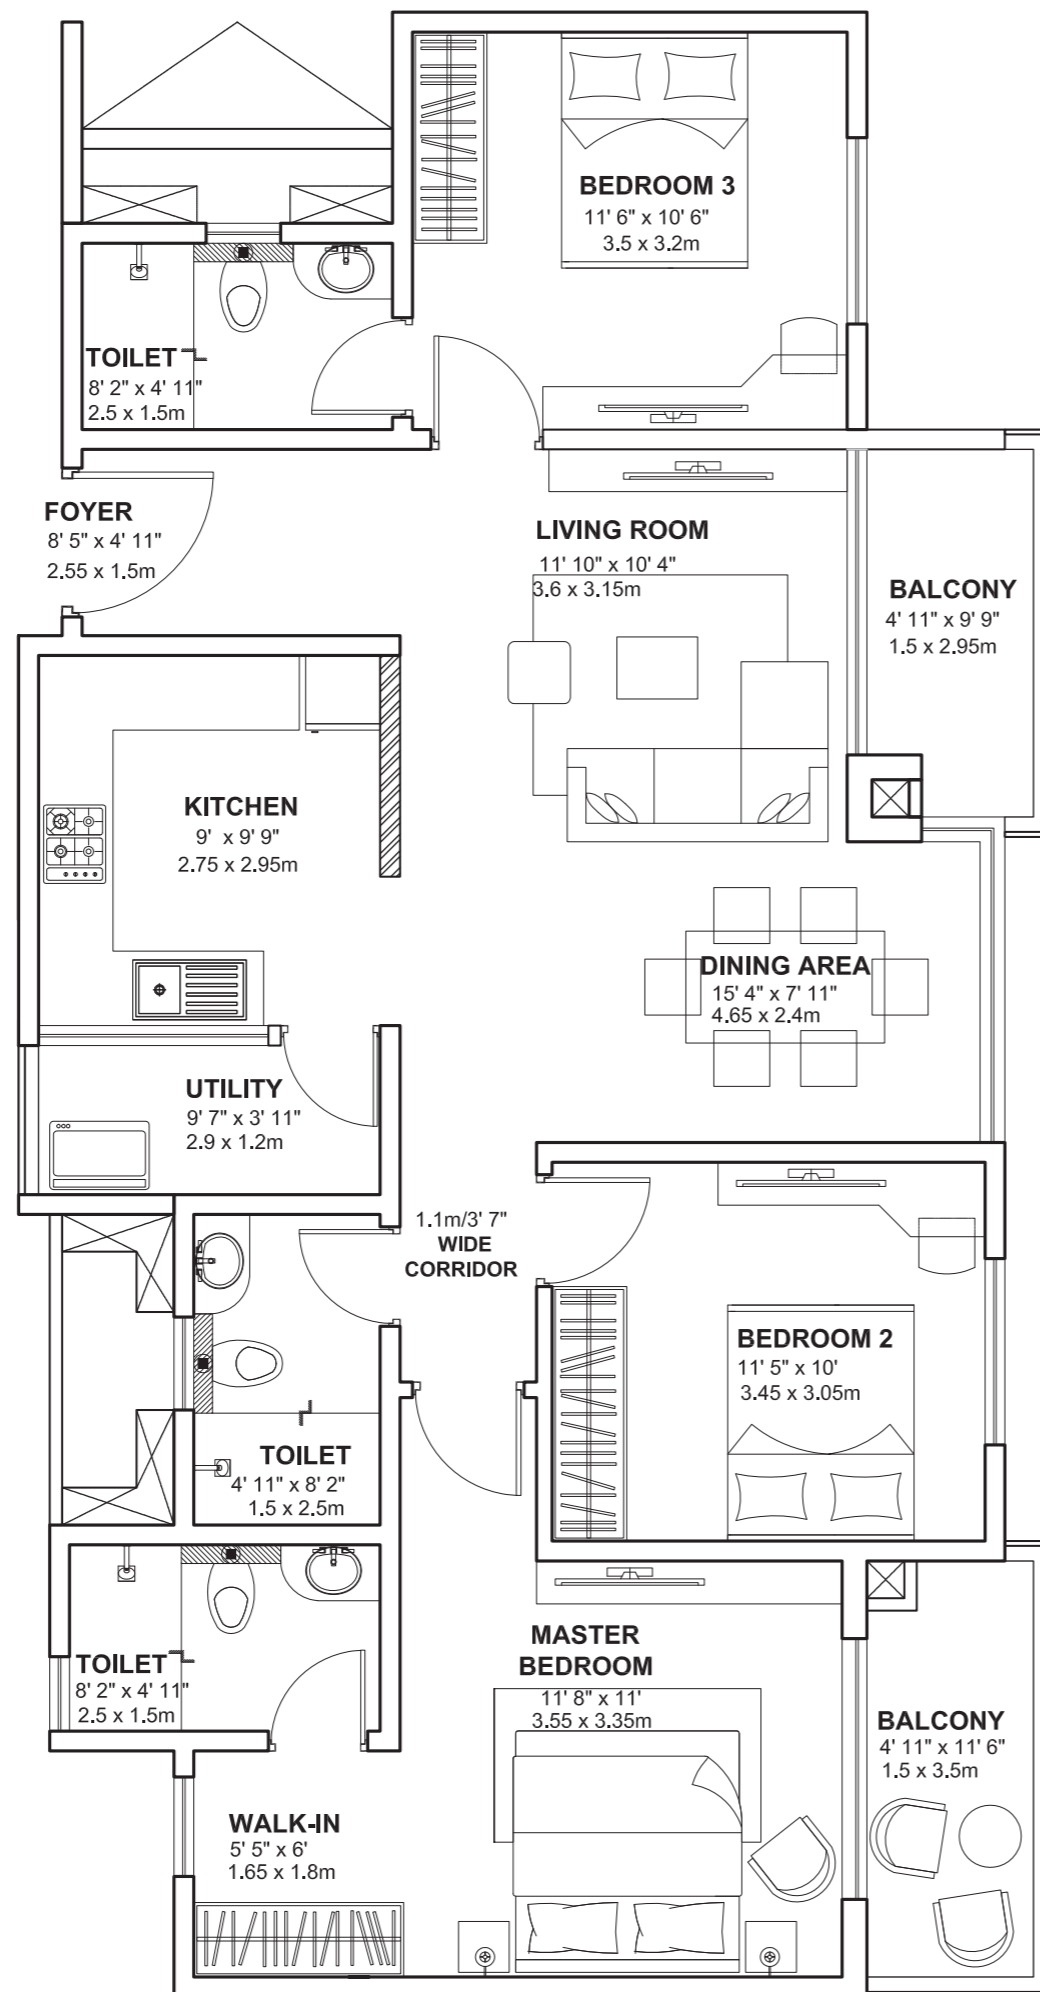 BEDROOM 3
11' 6" x 10' 6"
3.5 x 3.2m
TOILET
8' 2" x 4' 11"
2.5 x 1.5m
FOYER
8' 5" x 4' 11"
2.55 x 1.5m
LIVING ROOM
11' 10" x 10' 4"
3.6 x 3.15m
BALCONY
4' 11" x 9' 9"
1.5 x 2.95m
KITCHEN
9' x 9' 9"
2.75 x 2.95m
DINING AREA
15' 4" x 7' 11"
4.65 x 2.4m
UTILITY
9' 7" x 3' 11"
2.9 x 1.2m
1.1m/3' 7"
WIDE
CORRIDOR
BEDROOM 2
11' 5" x 10'
3.45 x 3.05m
TOILET
4' 11" x 8' 2"
1.5 x 2.5m
MASTER
BEDROOM
11' 8" x 11'
3.55 x 3.35m
TOILET
8' 2" x 4' 11"
2.5 x 1.5m
BALCONY
4' 11" x 11' 6"
1.5 x 3.5m
WALK-IN
5' 5" x 6'
1.65 x 1.8m